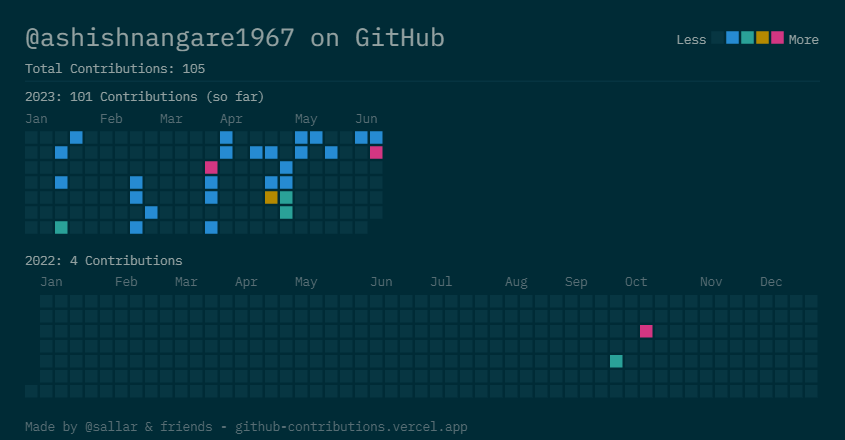 @ashishnangare1967 on GitHub
Less More
Total Contributions: 105
2023: 101 Contributions (so far)
Jan Feb Mar Apr May Jun
2022: 4 Contributions
Jan Feb Mar Apr May Jun Jul Aug Sep Oct Nov Dec
Made by @sallar & friends - github-contributions.vercel.app